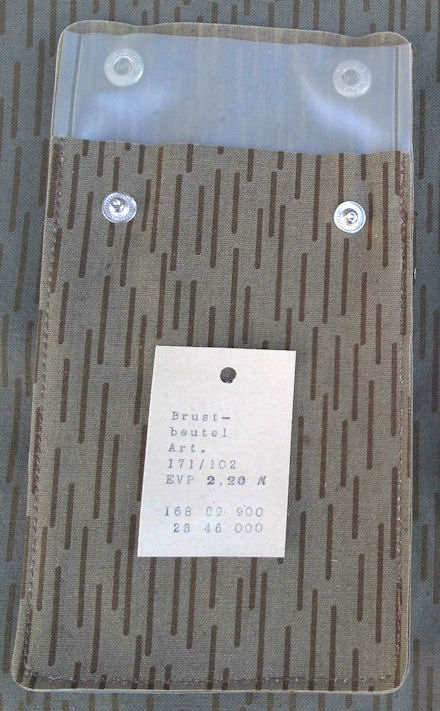 Brust-
beutel
Art.
171/102
EVP 2,20 M
168 89 900
28 46 000